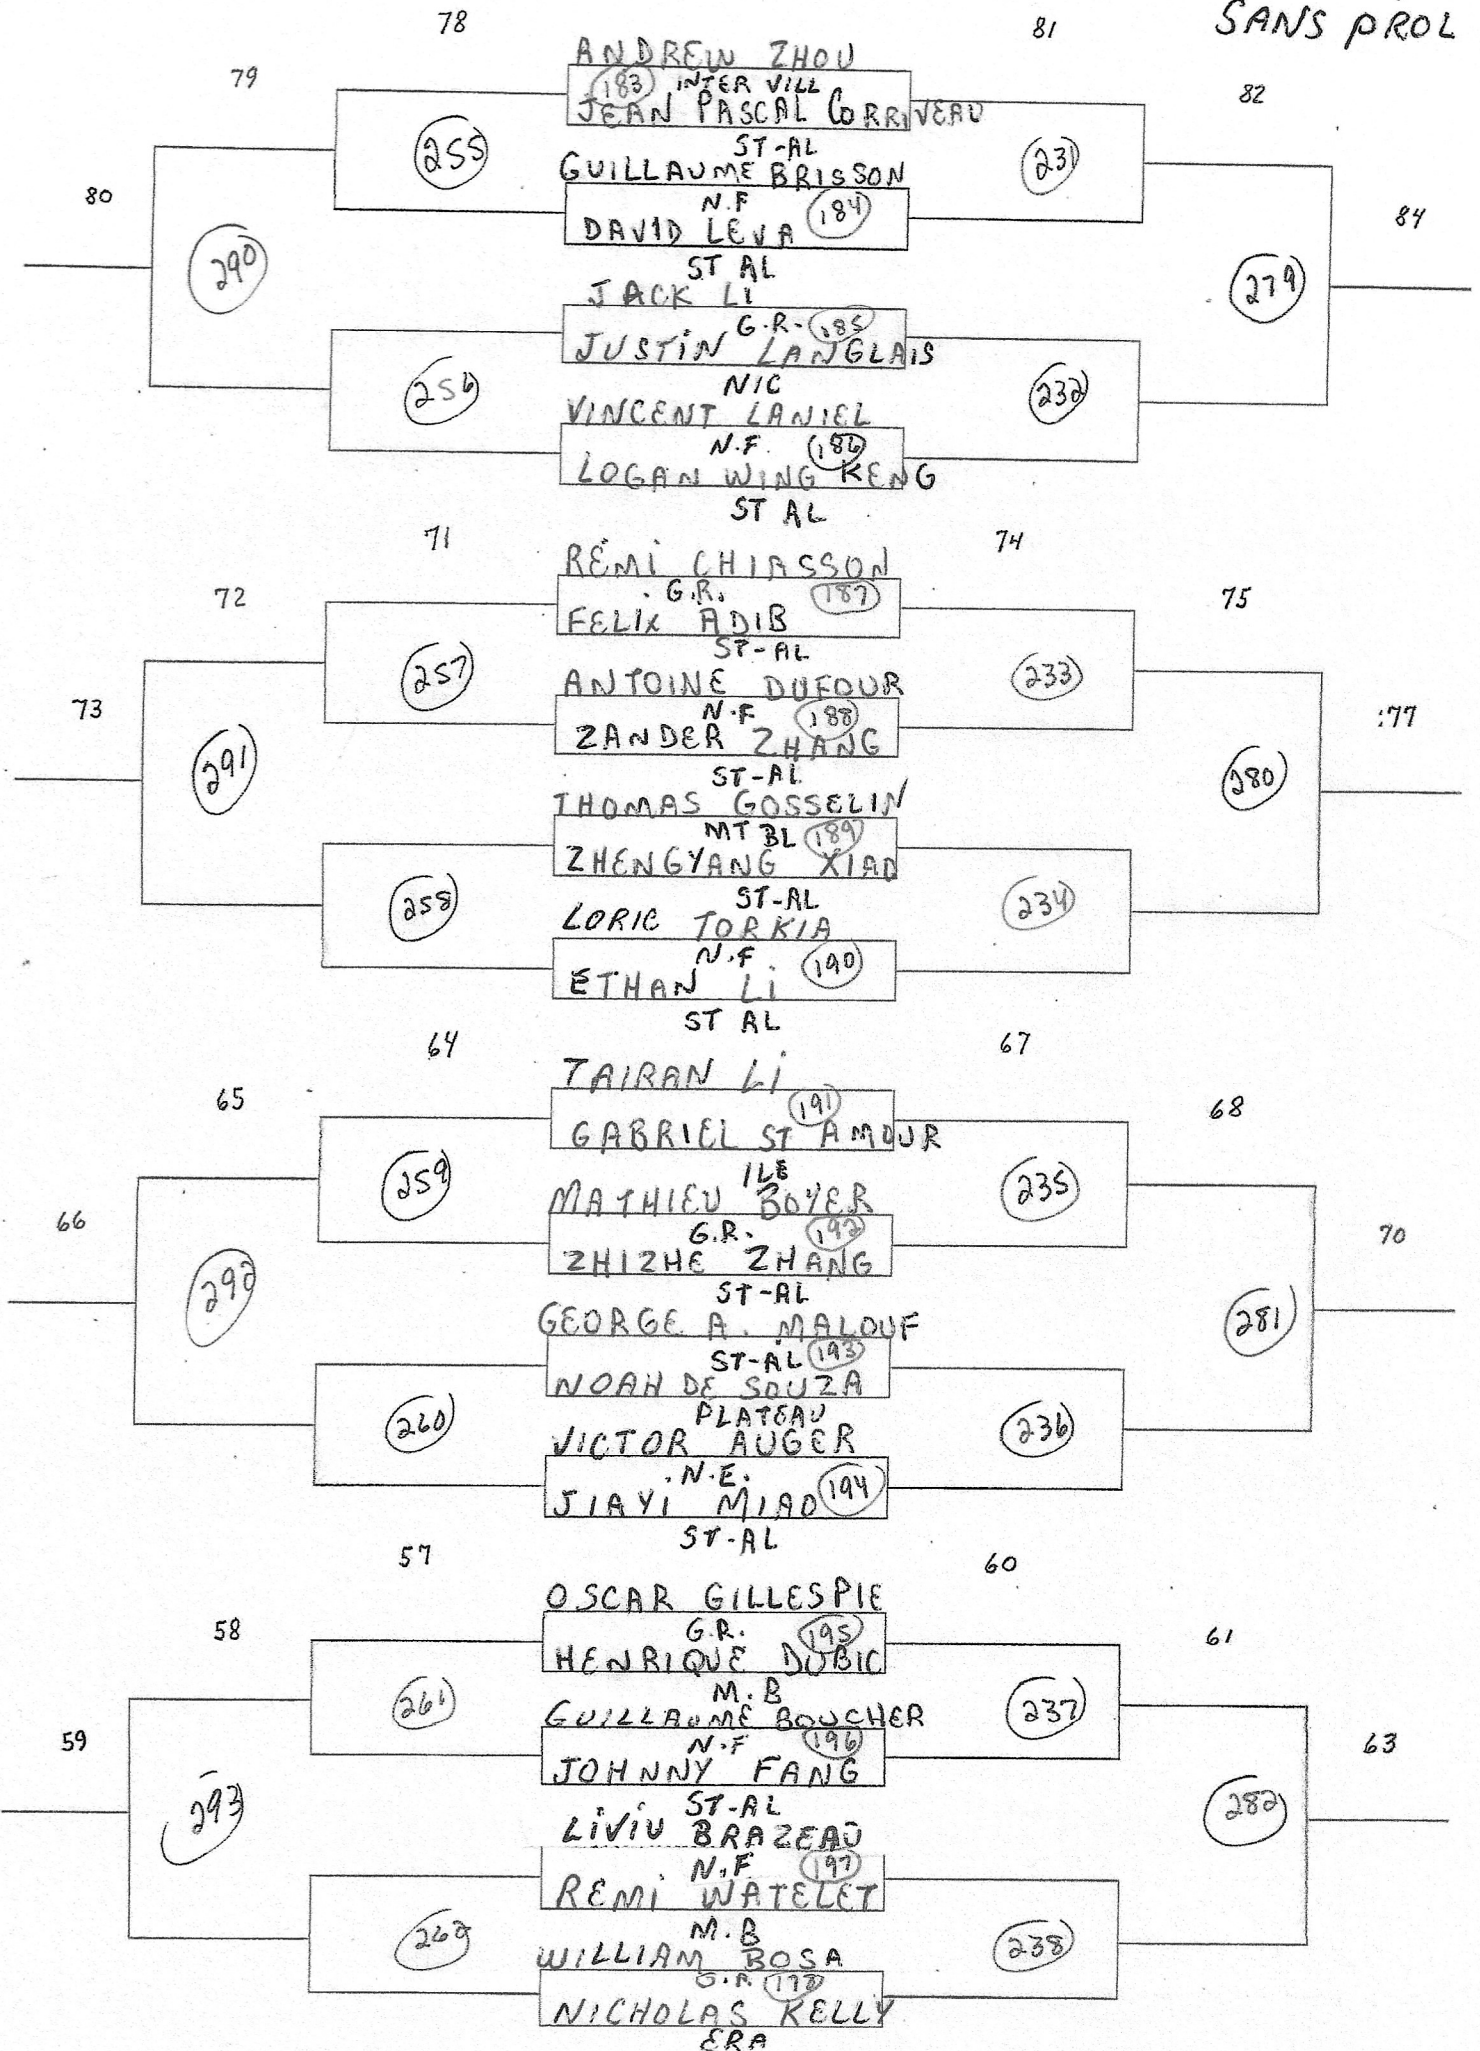 SANS PROL
78
81
79
82
80
84
ANDREW ZHOU
183 INTER VILL
JEAN PASCAL CORRIVEAU
ST-AL
255
231
GUILLAUME BRISSON
N.F 184
DAVID LEVA
ST AL
290
279
JACK LI
G.R. 185
JUSTIN LANGLAIS
NIC
256
232
VINCENT LANIEL
N.F. 186
LOGAN WING KENG
ST AL
71
74
72
75
73
77
RÉMI CHIASSON
G.R. 187
FELIX ADIB
ST-AL
257
233
ANTOINE DUFOUR
N.F 188
ZANDER ZHANG
ST-AL
291
280
THOMAS GOSSELIN
MT BL 189
ZHENGYANG XIAO
ST-AL
258
234
LORIC TORKIA
N.F 190
ETHAN Li
ST AL
64
67
65
68
66
70
TAIRAN Li
191
GABRIEL ST AMOUR
ILE
259
235
MATHIEU BOYER
G.R. 192
ZHIZHE ZHANG
ST-AL
292
281
GEORGE A. MALOUF
ST-AL 193
NOAH DE SOUZA
PLATEAU
260
236
VICTOR AUGER
N.E. 194
JIAYI MIAO
ST-AL
57
60
58
61
59
63
OSCAR GILLESPIE
G.R. 195
HENRIQUE DUBIC
M.B
261
237
GUILLAUME BOUCHER
N.F 196
JOHNNY FANG
ST-AL
293
282
LIVIU BRAZEAU
N.F 197
REMI WATELET
M.B
262
238
WILLIAM BOSA
NICHOLAS KELLY
ERA